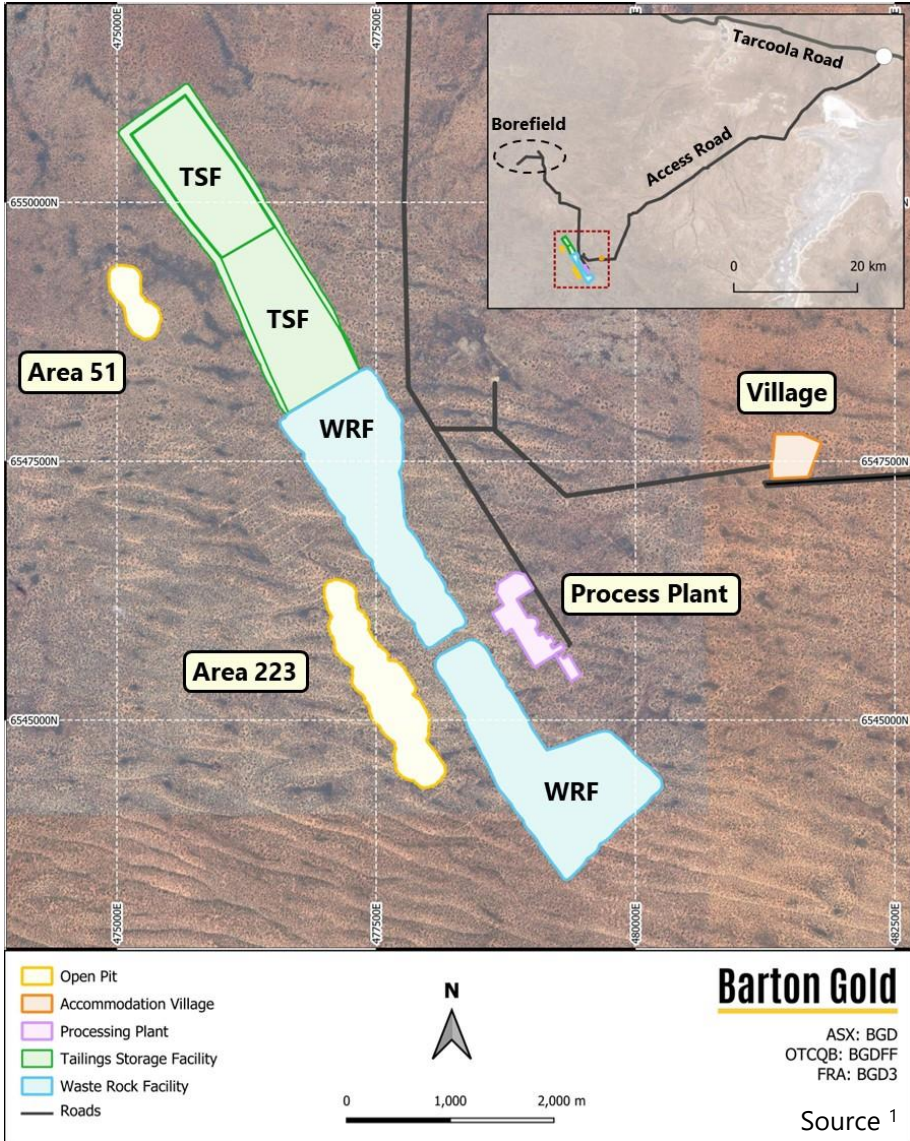 475000E
477500E
Tarcoola Road
Borefield
Access Road
0 20 km
TSF
6550000N
TSF
Area 51
Village
WRF
6547500N
6547500N
Process Plant
Area 223
6545000N
6545000N
WRF
475000E
477500E
480000E
482500E
Open Pit
Accommodation Village
Processing Plant
Tailings Storage Facility
Waste Rock Facility
Roads
N
0 1,000 2,000 m
Barton Gold
ASX: BGD
OTCQB: BGDFF
FRA: BGD3
Source 1